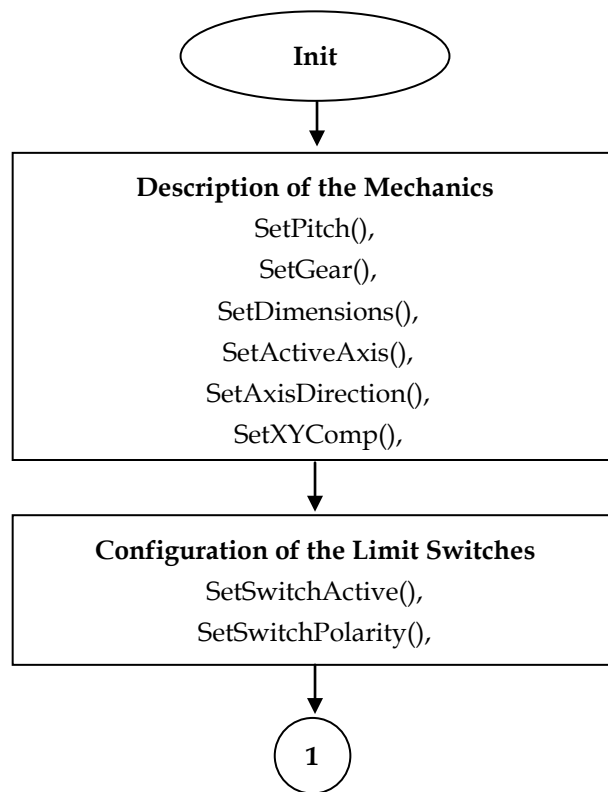 Init
Description of the Mechanics
SetPitch(),
SetGear(),
SetDimensions(),
SetActiveAxis(),
SetAxisDirection(),
SetXYComp(),
Configuration of the Limit Switches
SetSwitchActive(),
SetSwitchPolarity(),
1